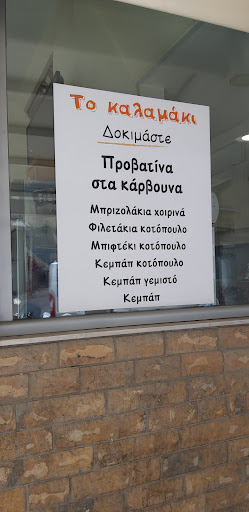 Το καλαμάκι
Δοκιμάστε
Προβατίνα
στα κάρβουνα
Μπριζολάκια χοιρινά
Φιλετάκια κοτόπουλο
Μπιφτέκι κοτόπουλο
Κεμπάπ κοτόπουλο
Κεμπάπ γεμιστό
Κεμπάπ